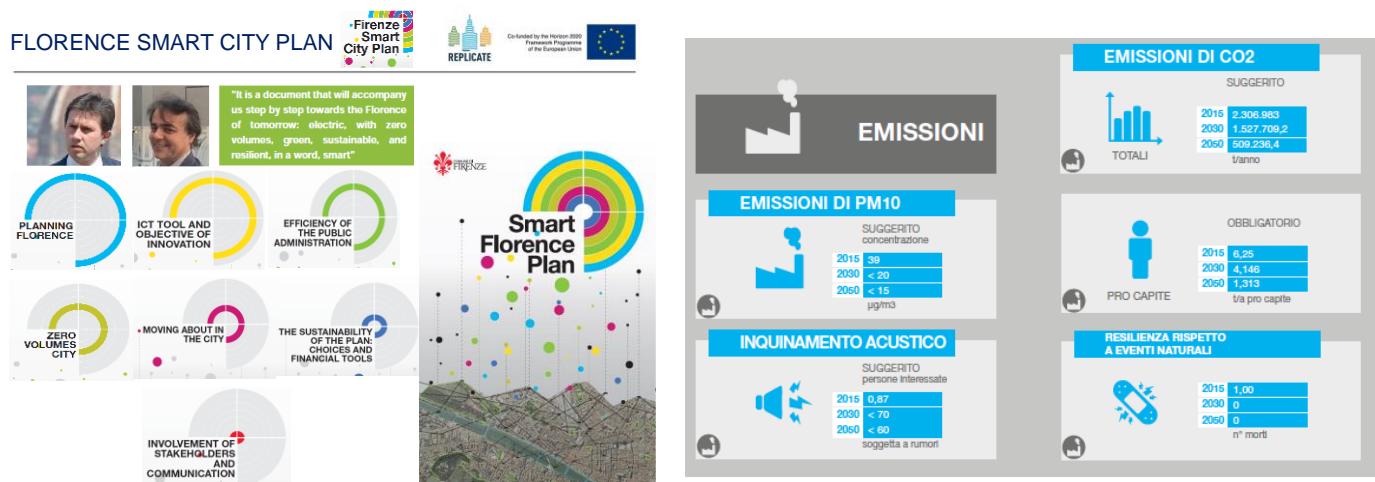 FLORENCE SMART CITY PLAN
Firenze
Smart
City Plan
REPLICATE
Co-funded by the Horizon 2020
Framework Programme
of the European Union
"It is a document that will accompany
us step by step towards the Florence
of tomorrow: electric, with zero
volumes, green, sustainable, and
resilient, in a word, smart"
PLANNING
FLORENCE
ICT TOOL AND
OBJECTIVE OF
INNOVATION
EFFICIENCY OF
THE PUBLIC
ADMINISTRATION
ZERO
VOLUMES
CITY
MOVING ABOUT IN
THE CITY
THE SUSTAINABILITY
OF THE PLAN:
CHOICES AND
FINANCIAL TOOLS
INVOLVEMENT OF
STAKEHOLDERS
AND
COMMUNICATION
FIRENZE
Smart
Florence
Plan
EMISSIONI
EMISSIONI DI PM10
SUGGERITO
concentrazione
2015 39
2030 < 20
2050 < 15
µg/m3
INQUINAMENTO ACUSTICO
SUGGERITO
persone interessate
2015 0,87
2030 < 70
2050 < 60
soggetta a rumori
EMISSIONI DI CO2
SUGGERITO
2015 2.306.983
2030 1.527.709,2
2050 509.236,4
t/anno
TOTALI
OBBLIGATORIO
2015 6,25
2030 4,146
2050 1,313
t/a pro capite
PRO CAPITE
RESILIENZA RISPETTO
A EVENTI NATURALI
2015 1,00
2030 0
2050 0
n° morti